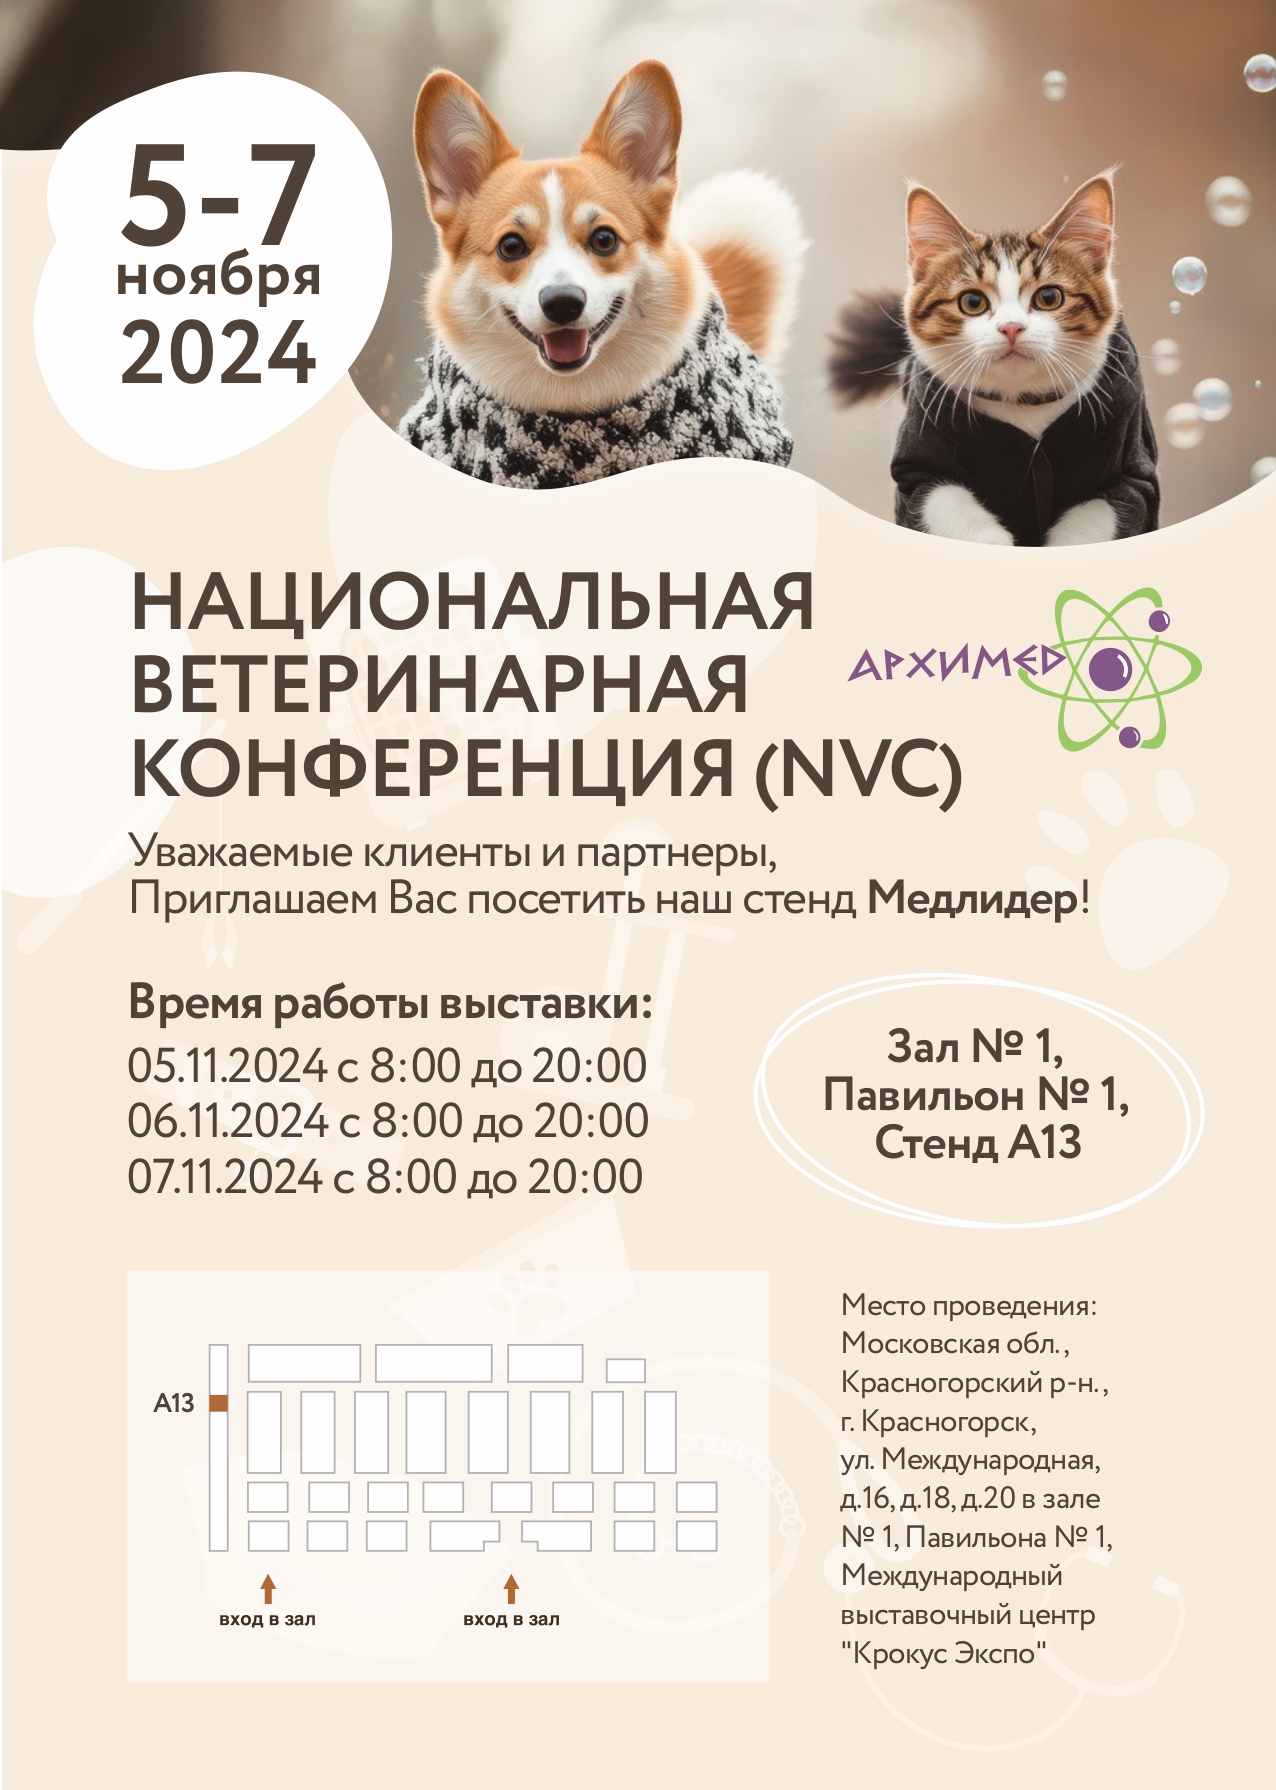 5-7
ноября
2024
НАЦИОНАЛЬНАЯ
ВЕТЕРИНАРНАЯ
КОНФЕРЕНЦИЯ (NVC)
АРХИМЕД
Уважаемые клиенты и партнеры,
Приглашаем Вас посетить наш стенд Медлидер!
Время работы выставки:
05.11.2024 с 8:00 до 20:00
06.11.2024 с 8:00 до 20:00
07.11.2024 с 8:00 до 20:00
Зал № 1,
Павильон № 1,
Стенд А13
А13
вход в зал
вход в зал
Место проведения:
Московская обл.,
Красногорский р-н.,
г. Красногорск,
ул. Международная,
д.16, д.18, д.20 в зале
№ 1, Павильона № 1,
Международный
выставочный центр
"Крокус Экспо"